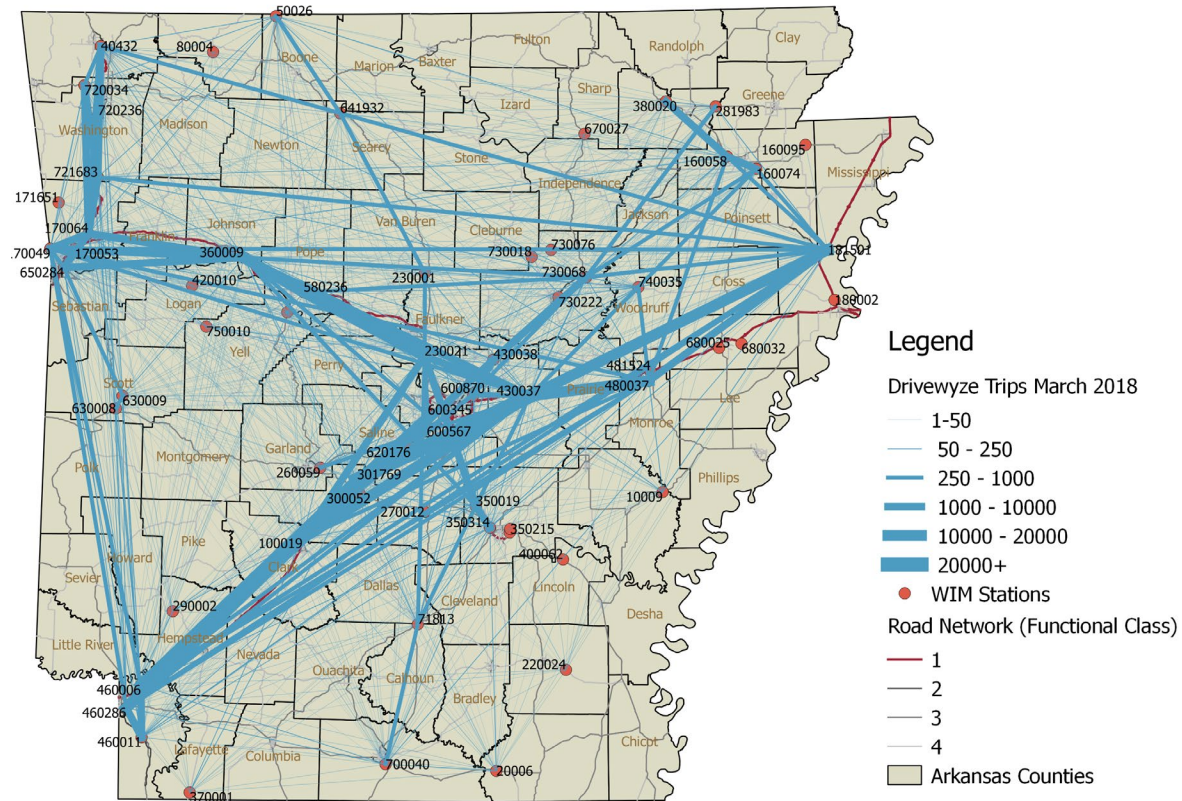 50026
40432
80004
Boone
Marion
Baxter
Fulton
Randolph
Clay
720034
720236
Washington
Madison
641932
Izard
Sharp
380020
281983
Greene
Newton
Searcy
Stone
670027
160058
160095
160074
Mississippi
721683
171651
Independence
Johnson
Van Buren
Cleburne
Jackson
Poinsett
170064
Franklin
170053
360009
Pope
730018
730076
181501
650284
420010
580236
230001
730068
730222
740035
Cross
180002
Sebastian
Logan
Faulkner
Woodruff
750010
Yell
Perry
230021
430038
481524
680025
680032
Scott
630009
630008
600870
600345
430037
Prairie
480037
Lee
Polk
Montgomery
Garland
Saline
600567
Monroe
620176
260059
301769
Phillips
300052
270012
350019
10009
350314
350215
Pike
100019
400062
Howard
Sevier
Clark
Dallas
Cleveland
Lincoln
290002
71813
Desha
Little River
Hempstead
Nevada
Ouachita
Calhoun
220024
460006
460286
Bradley
460011
Lafayette
Columbia
Chicot
700040
20006
370001
Legend
Drivewyze Trips March 2018
1-50
50 - 250
250 - 1000
1000 - 10000
10000 - 20000
20000+
WIM Stations
Road Network (Functional Class)
1
2
3
4
Arkansas Counties